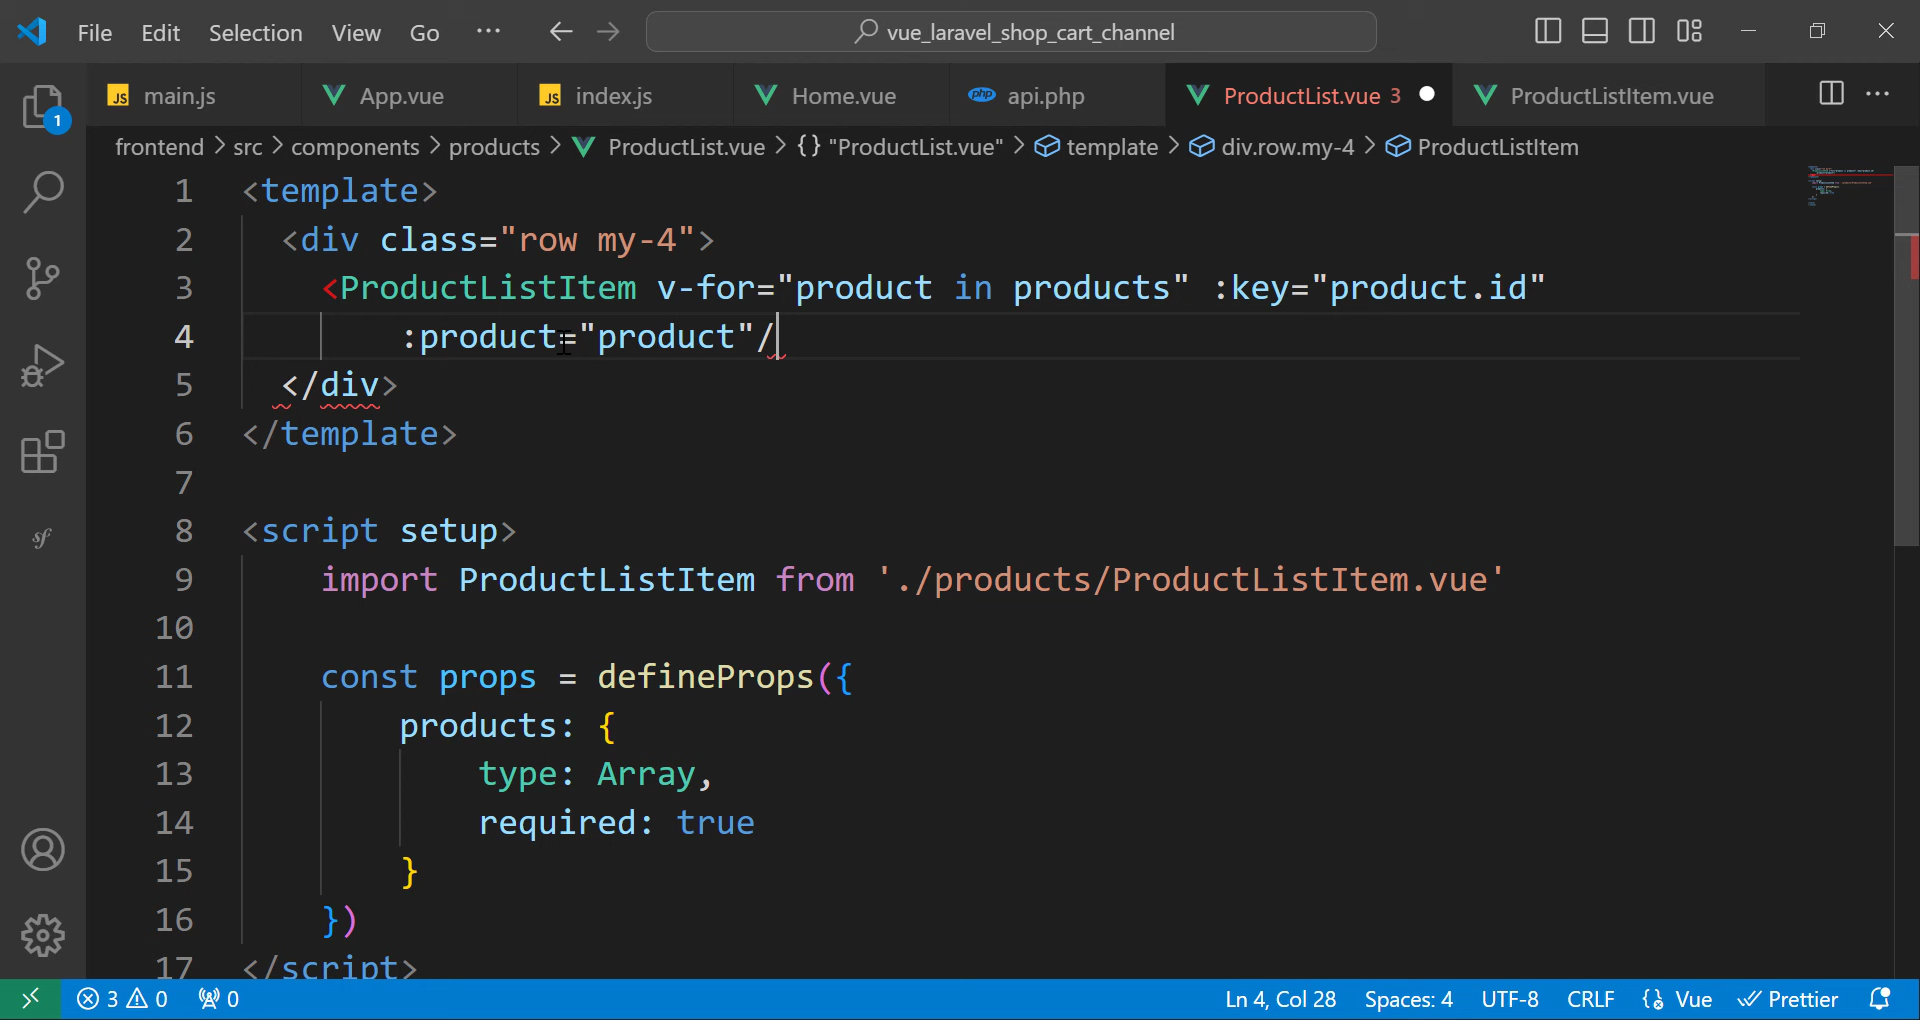 File Edit Selection View Go ··· vue_laravel_shop_cart_channel
JS main.js App.vue JS index.js Home.vue php api.php ProductList.vue 3 ProductListItem.vue ···
frontend > src > components > products > ProductList.vue > {} "ProductList.vue" > template > div.row.my-4 > ProductListItem
1
1 <template>
2 <div class="row my-4">
3 <ProductListItem v-for="product in products" :key="product.id"
4 :product="product"/
5 </div>
6 </template>
7
8 <script setup>
9 import ProductListItem from './products/ProductListItem.vue'
10
11 const props = defineProps({
12 products: {
13 type: Array,
14 required: true
15 }
16 })
17 </script>
sf
3 0 0 Ln 4, Col 28 Spaces: 4 UTF-8 CRLF Vue Prettier